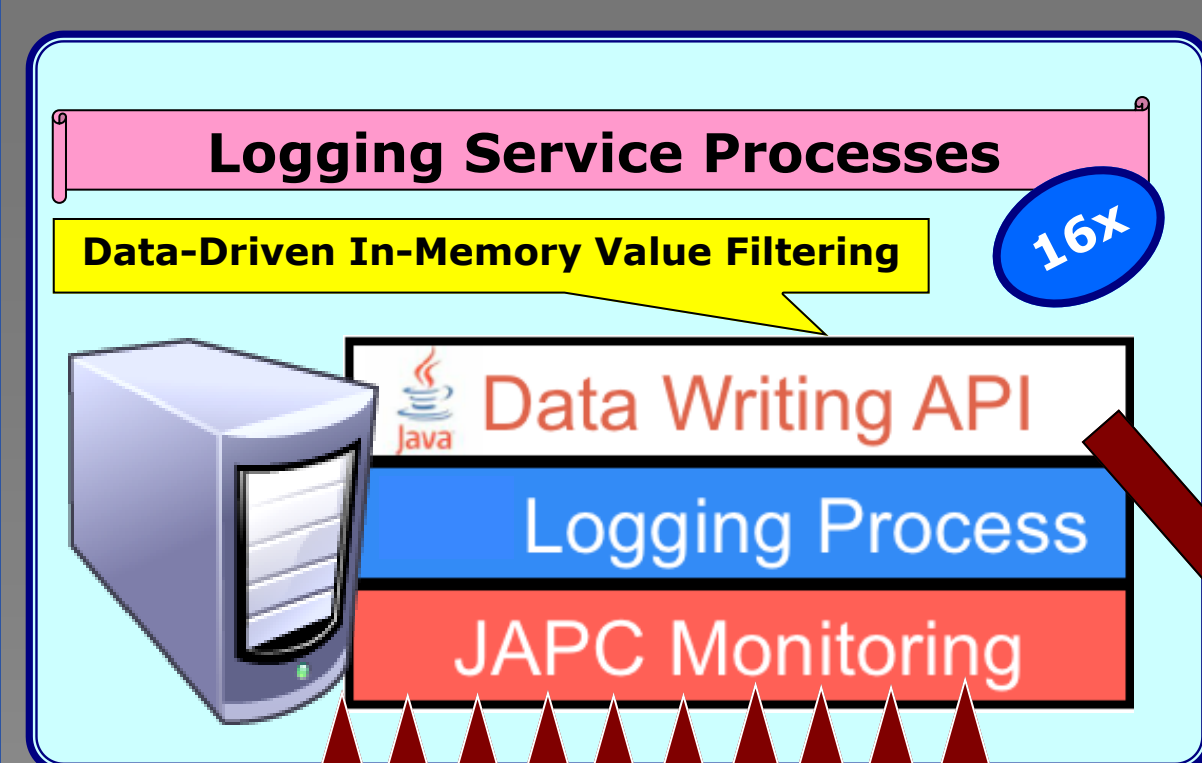 Logging Service Processes
16x
Data-Driven In-Memory Value Filtering
Java
Data Writing API
Logging Process
JAPC Monitoring